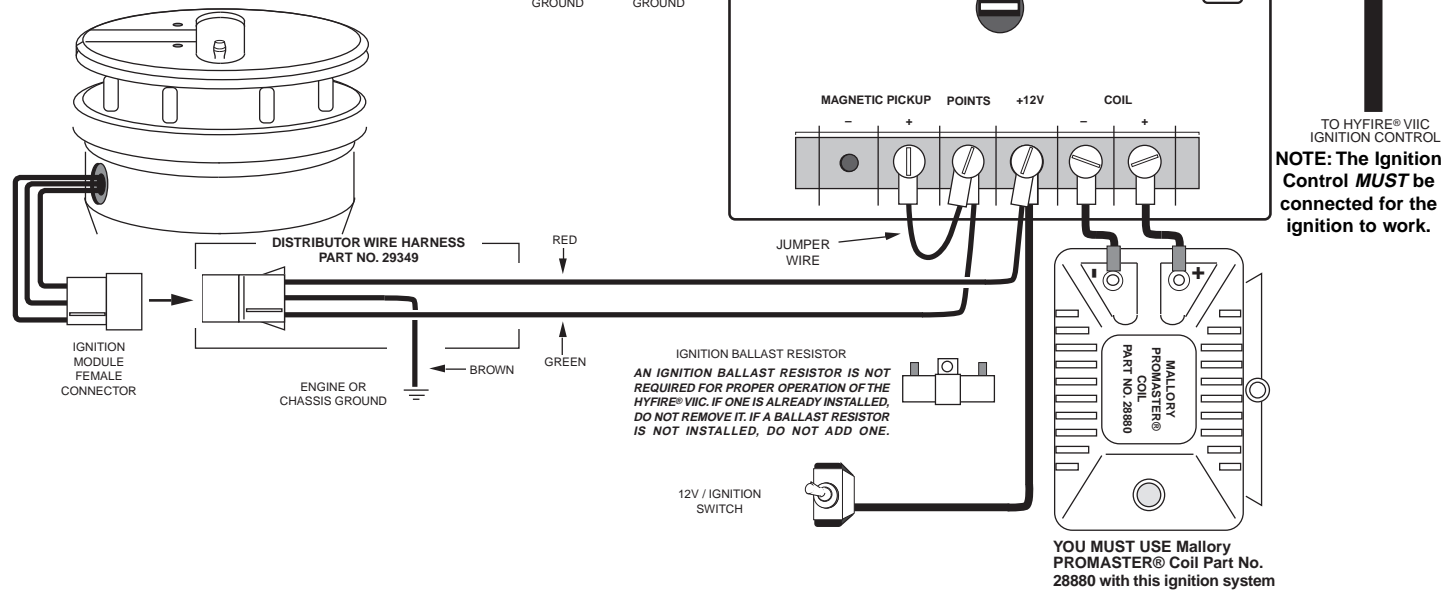 GROUND
GROUND
MAGNETIC PICKUP
POINTS
+12V
COIL
–
+
–
+
TO HYFIRE® VIIC
IGNITION CONTROL
NOTE: The Ignition
Control MUST be
connected for the
ignition to work.
DISTRIBUTOR WIRE HARNESS
PART NO. 29349
RED
JUMPER
WIRE
-
+
IGNITION
MODULE
FEMALE
CONNECTOR
ENGINE OR
CHASSIS GROUND
BROWN
GREEN
IGNITION BALLAST RESISTOR
AN IGNITION BALLAST RESISTOR IS NOT
REQUIRED FOR PROPER OPERATION OF THE
HYFIRE® VIIC. IF ONE IS ALREADY INSTALLED,
DO NOT REMOVE IT. IF A BALLAST RESISTOR
IS NOT INSTALLED, DO NOT ADD ONE.
MALLORY
PROMASTER®
COIL
PART NO. 28880
12V / IGNITION
SWITCH
YOU MUST USE Mallory
PROMASTER® Coil Part No.
28880 with this ignition system